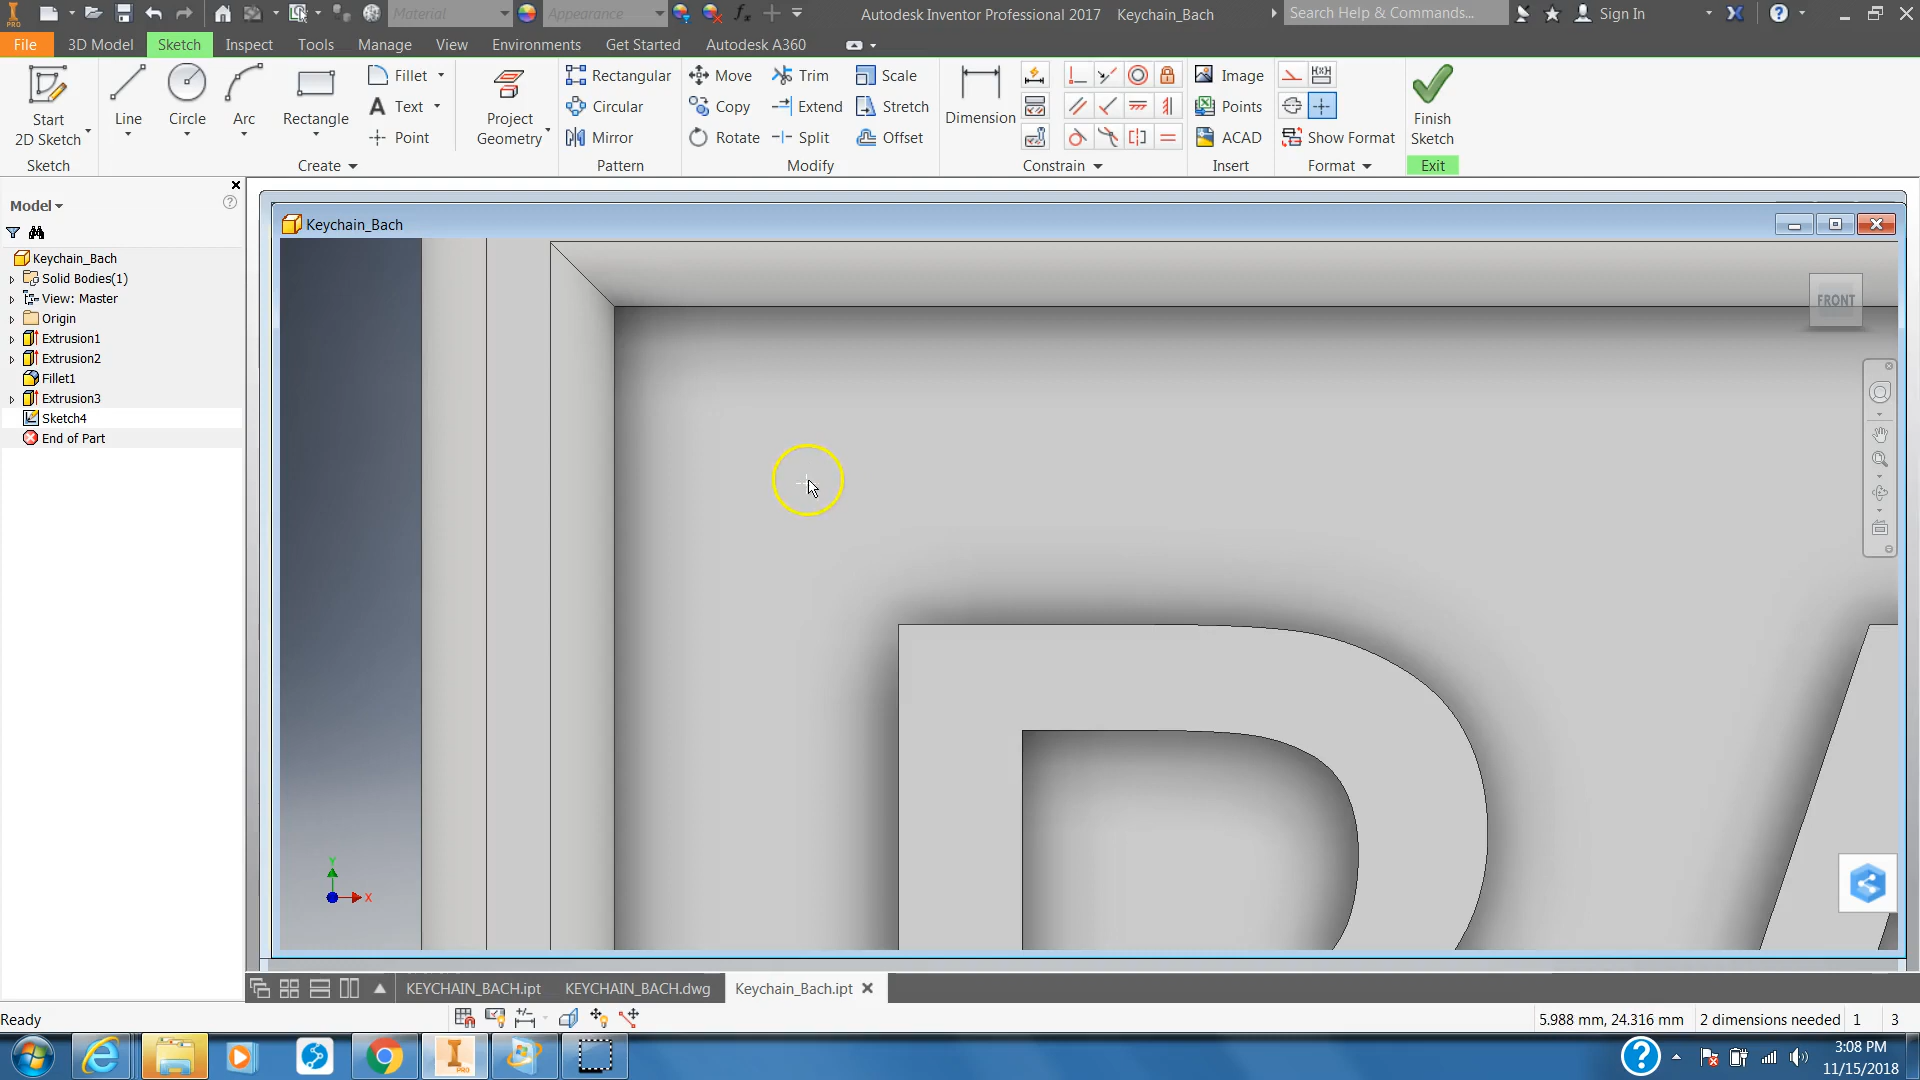 PRO
Material
Appearance
Autodesk Inventor Professional 2017 Keychain_Bach
Search Help & Commands...
Sign In
File 3D Model Sketch Inspect Tools Manage View Environments Get Started Autodesk A360
Start
2D Sketch
Sketch
Line
Circle
Arc
Rectangle
Fillet
Text
Point
Create
Project
Geometry
Rectangular
Circular
Mirror
Pattern
Move
Copy
Rotate
Trim
Extend
Split
Scale
Stretch
Offset
Modify
Dimension
Constrain
Image
Points
ACAD
Insert
Show Format
Format
Finish
Sketch
Exit
Model
Keychain_Bach
Solid Bodies(1)
View: Master
Origin
Extrusion1
Extrusion2
Fillet1
Extrusion3
Sketch4
End of Part
Keychain_Bach
FRONT
Y
X
KEYCHAIN_BACH.ipt KEYCHAIN_BACH.dwg Keychain_Bach.ipt
Ready
5.988 mm, 24.316 mm 2 dimensions needed 1 3
3:08 PM
11/15/2018